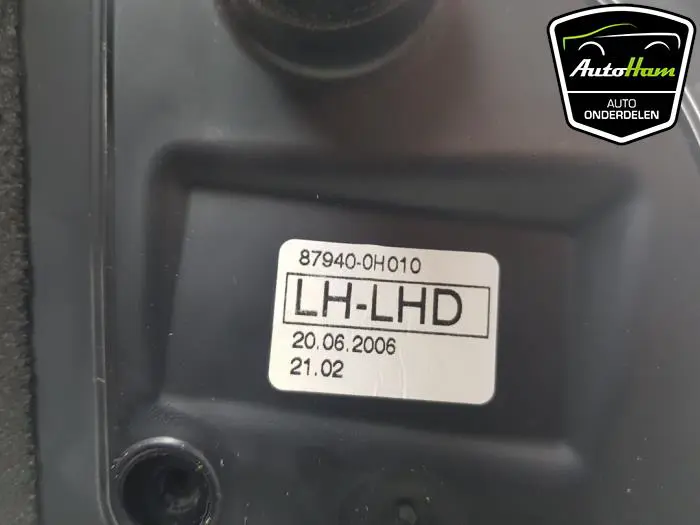 AutoHam
AUTO
ONDERDELEN
87940-0H010
LH-LHD
20.06.2006
21.02